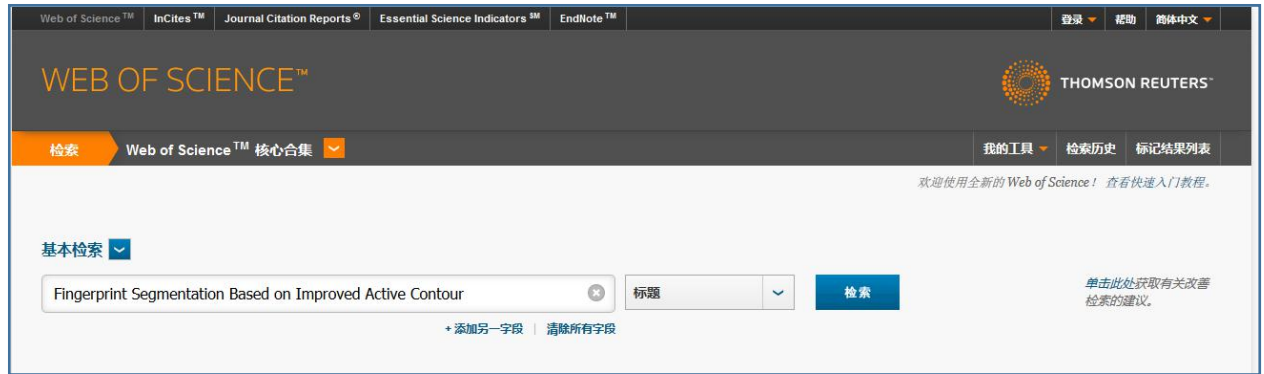 Web of Science™ InCites™ Journal Citation Reports® Essential Science Indicators℠ EndNote™ 登录 帮助 简体中文
WEB OF SCIENCE™ THOMSON REUTERS™
检索 Web of Science™ 核心合集 我的工具 检索历史 标记结果列表
欢迎使用全新的 Web of Science！ 查看快速入门教程。
基本检索
Fingerprint Segmentation Based on Improved Active Contour 标题 检索 单击此处获取有关改善
检索的建议。
+ 添加另一字段 | 清除所有字段